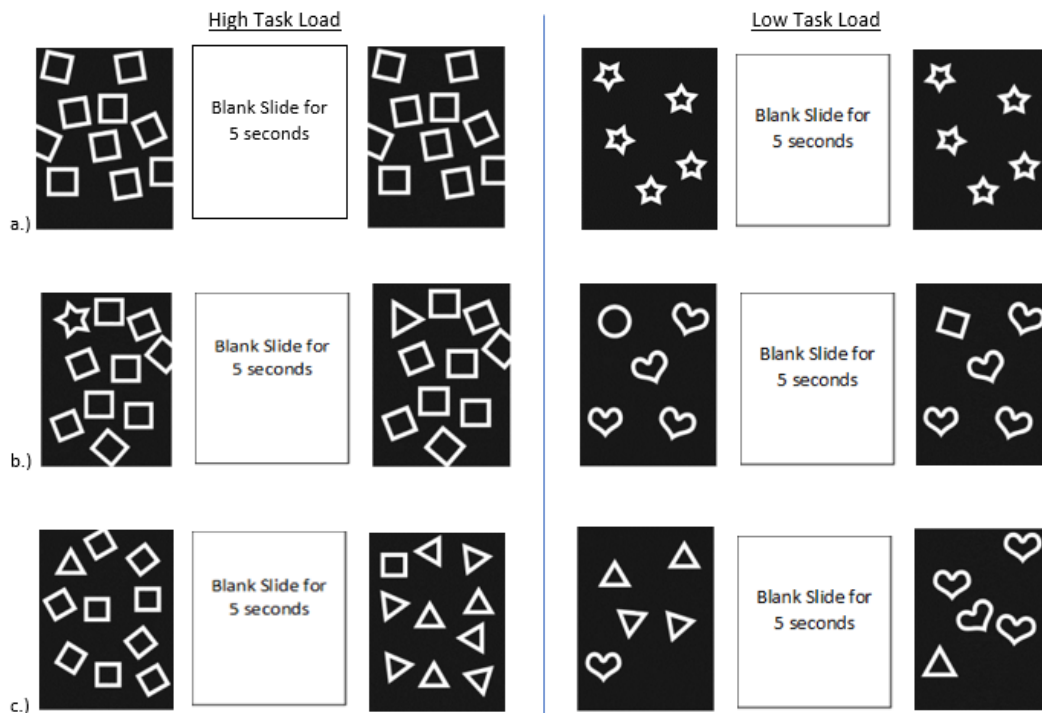 High Task Load
Low Task Load
Blank Slide for
5 seconds
Blank Slide for
5 seconds
a.)
Blank Slide for
5 seconds
Blank Slide for
5 seconds
b.)
Blank Slide for
5 seconds
Blank Slide for
5 seconds
c.)